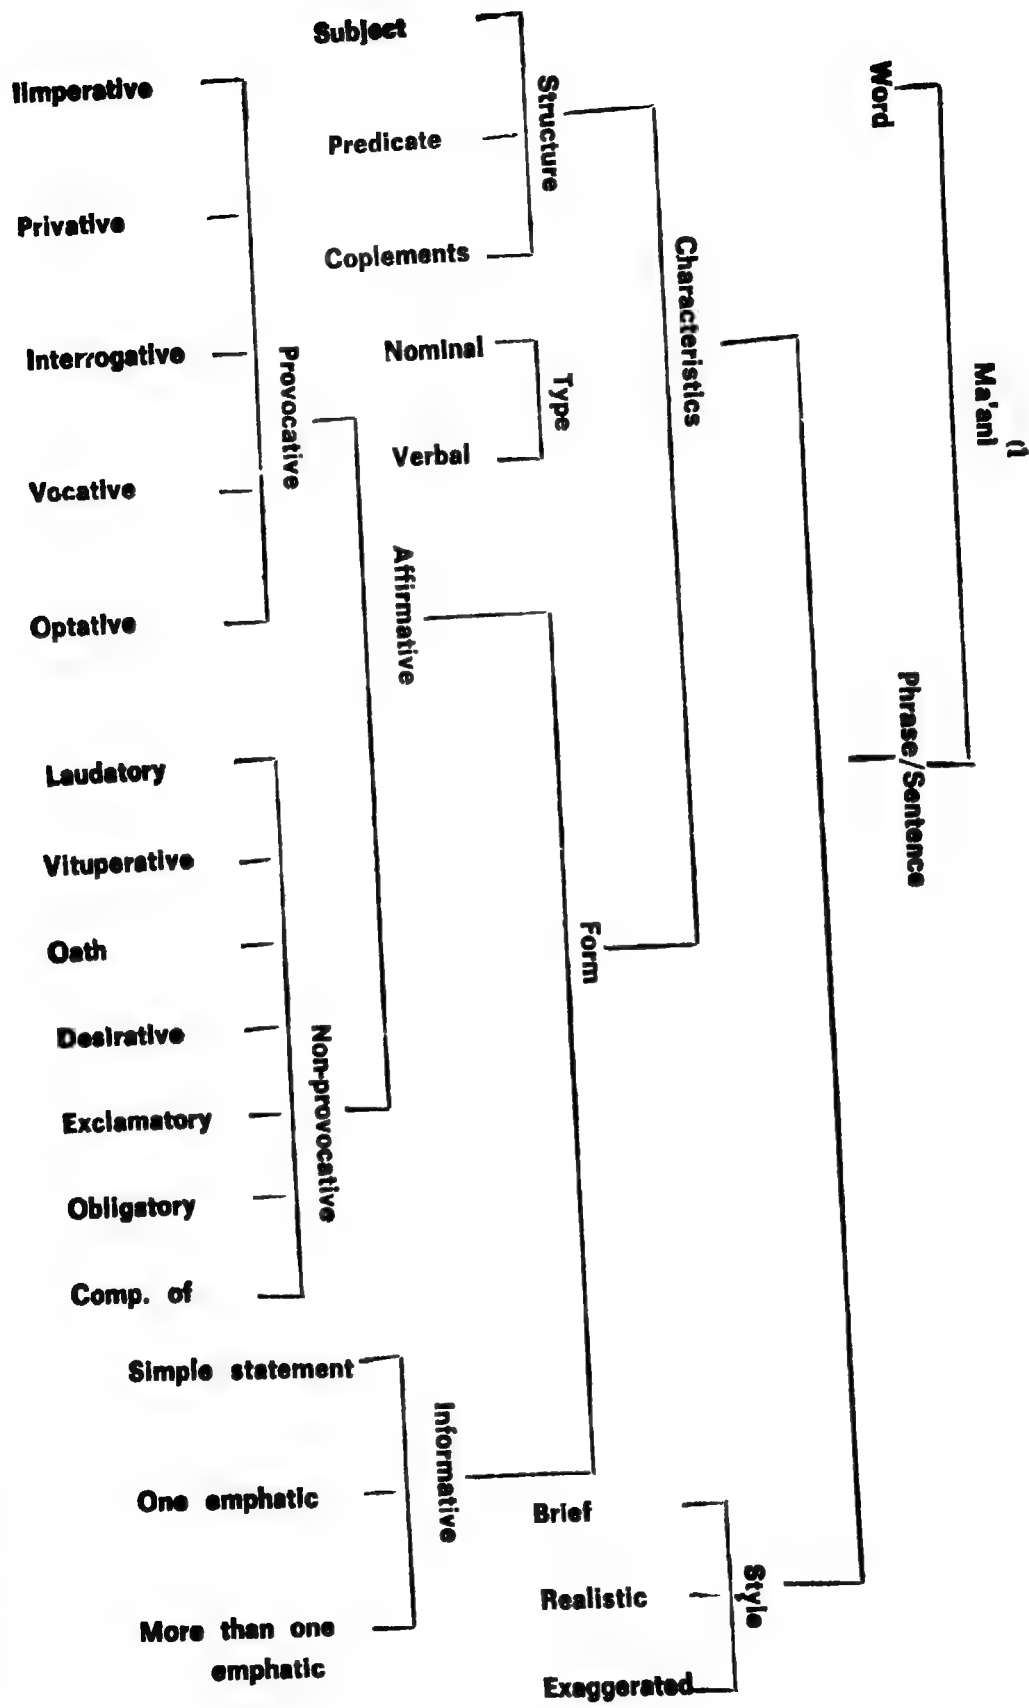 (1
Ma'ani
Word
Phrase/Sentence
Characteristics
Style
Structure
Type
Form
Subject
Predicate
Coplements
Nominal
Verbal
Brief
Realistic
Exaggerated
Affirmative
Informative
Provocative
Non-provocative
Iimperative
Privative
Interrogative
Vocative
Optative
Laudatory
Vituperative
Oath
Desirative
Exclamatory
Obligatory
Comp. of
Simple statement
One emphatic
More than one
emphatic